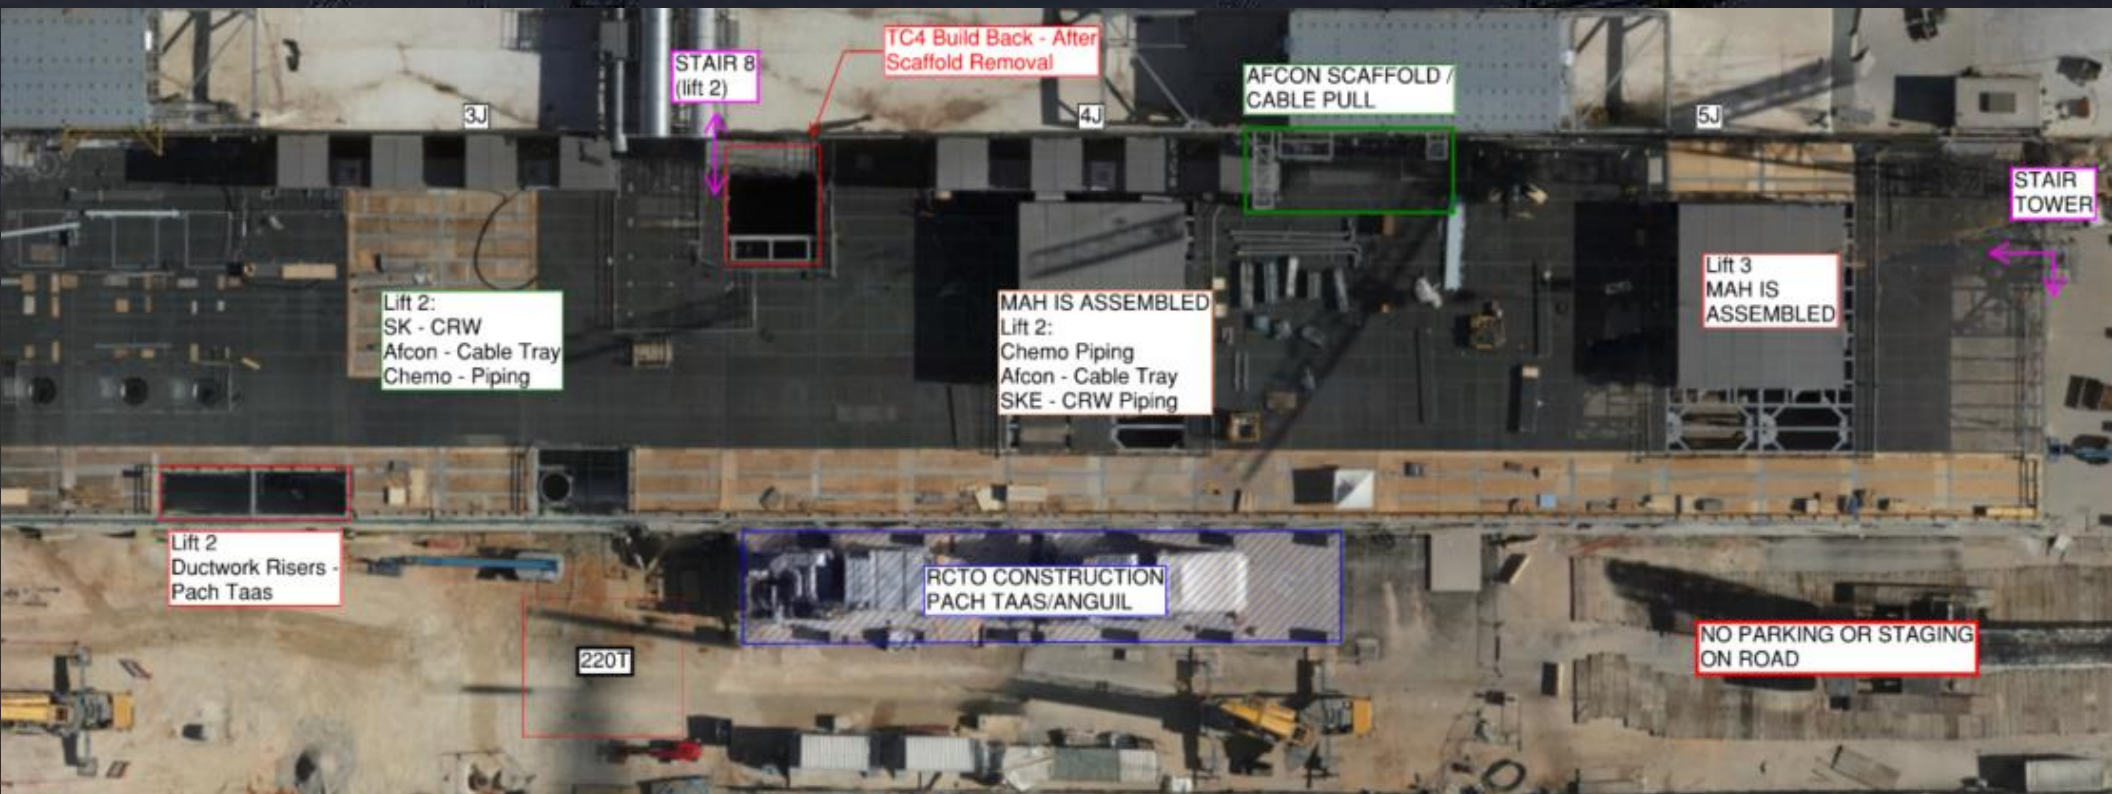 TC4 Build Back - After
Scaffold Removal
STAIR 8
(lift 2)
AFCON SCAFFOLD /
CABLE PULL
3J
4J
5J
STAIR
TOWER
Lift 2:
SK - CRW
Afcon - Cable Tray
Chemo - Piping
MAH IS ASSEMBLED
Lift 2:
Chemo Piping
Afcon - Cable Tray
SKE - CRW Piping
Lift 3
MAH IS
ASSEMBLED
Lift 2
Ductwork Risers -
Pach Taas
RCTO CONSTRUCTION
PACH TAAS/ANGUIL
220T
NO PARKING OR STAGING
ON ROAD